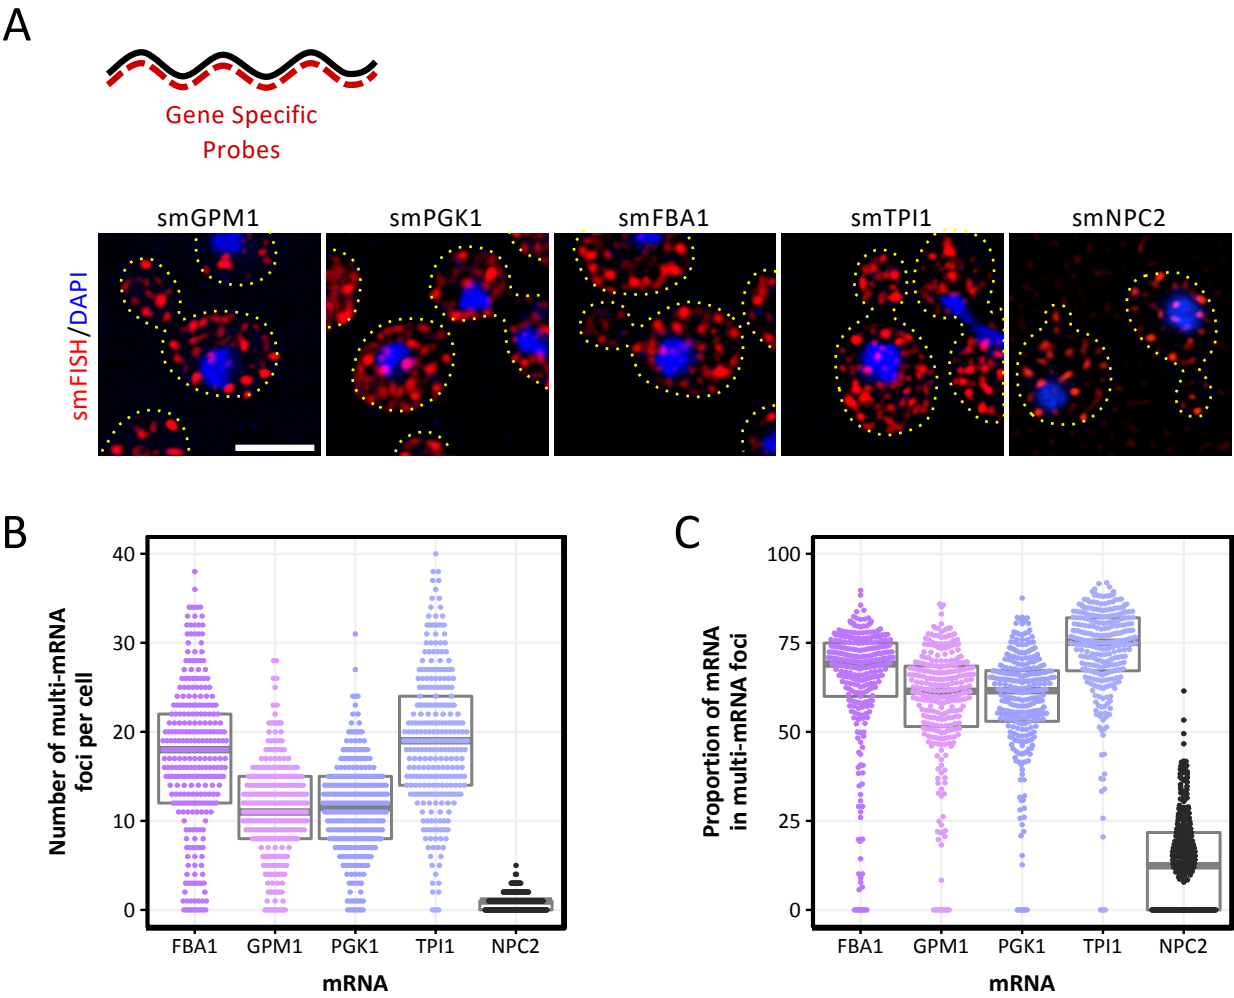 A
Gene Specific
Probes
smGPM1 smPGK1 smFBA1 smTPI1 smNPC2
smFISH/DAPI
B
Number of multi-mRNA
foci per cell
40
30
20
10
0
FBA1 GPM1 PGK1 TPI1 NPC2
mRNA
C
Proportion of mRNA
in multi-mRNA foci
100
75
50
25
0
FBA1 GPM1 PGK1 TPI1 NPC2
mRNA